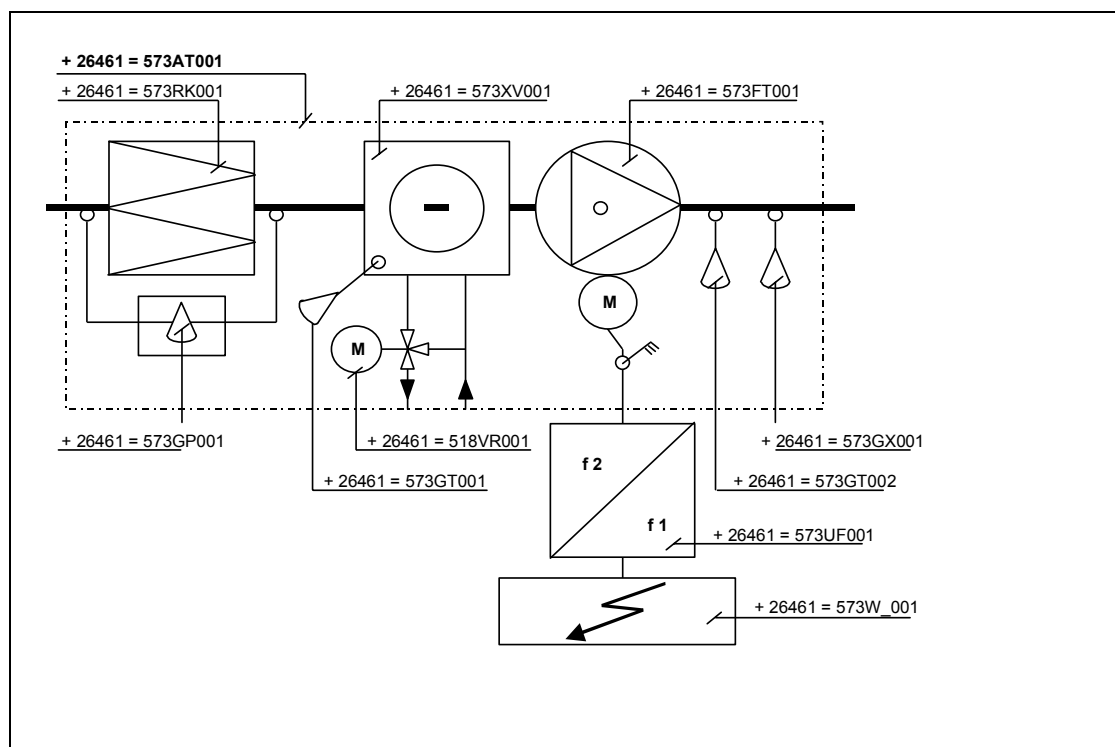 + 26461 = 573AT001
+ 26461 = 573RK001
+ 26461 = 573XV001
+ 26461 = 573FT001
M
M
+ 26461 = 573GP001
+ 26461 = 518VR001
+ 26461 = 573GX001
f 2
+ 26461 = 573GT001
+ 26461 = 573GT002
f 1
+ 26461 = 573UF001
+ 26461 = 573W_001